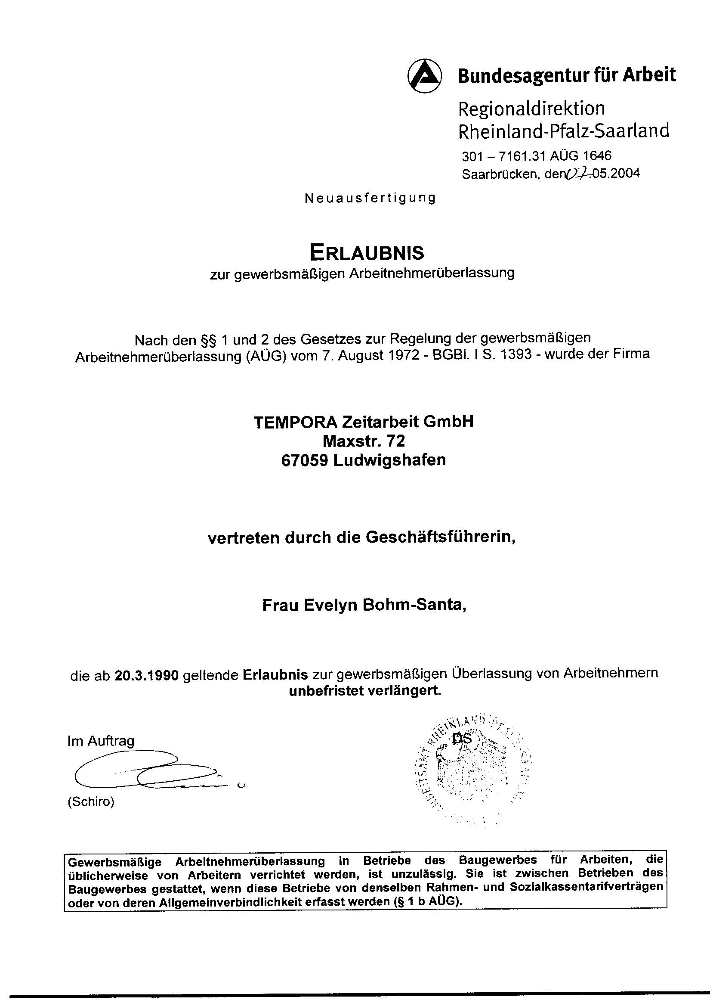 Bundesagentur für Arbeit
Regionaldirektion
Rheinland-Pfalz-Saarland
301 – 7161.31 AÜG 1646
Saarbrücken, den 07.05.2004
Neuausfertigung
ERLAUBNIS
zur gewerbsmäßigen Arbeitnehmerüberlassung
Nach den §§ 1 und 2 des Gesetzes zur Regelung der gewerbsmäßigen
Arbeitnehmerüberlassung (AÜG) vom 7. August 1972 - BGBl. I S. 1393 - wurde der Firma
TEMPORA Zeitarbeit GmbH
Maxstr. 72
67059 Ludwigshafen
vertreten durch die Geschäftsführerin,
Frau Evelyn Bohm-Santa,
die ab 20.3.1990 geltende Erlaubnis zur gewerbsmäßigen Überlassung von Arbeitnehmern
unbefristet verlängert.
RHEINLAND-PFALZ
DS
Im Auftrag
(Schiro)
Gewerbsmäßige Arbeitnehmerüberlassung in Betriebe des Baugewerbes für Arbeiten, die
üblicherweise von Arbeitern verrichtet werden, ist unzulässig. Sie ist zwischen Betrieben des
Baugewerbes gestattet, wenn diese Betriebe von denselben Rahmen- und Sozialkassentarifverträgen
oder von deren Allgemeinverbindlichkeit erfasst werden (§ 1 b AÜG).